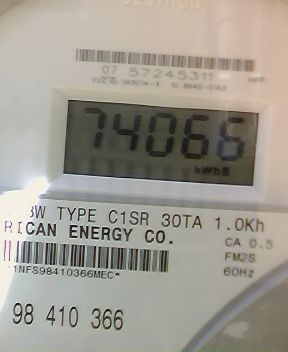 07 57245311
74066
kWh
3W TYPE C1SR 30TA 1.0Kh
RICAN ENERGY CO.
CA 0.5
FM2S
60Hz
1NFS98410366MEC*
98 410 366